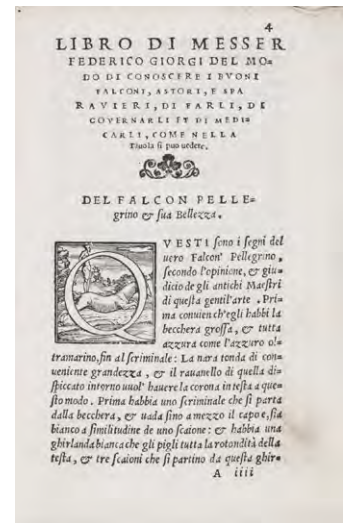 4
LIBRO DI MESSER
FEDERICO GIORGI DEL MO=
DO DI CONOSCERE I BVONI
FALCONI, ASTORI, E SPA
RAVIERI, DI FARLI, DI
GOVERNARLI ET DI MEDI=
CARLI, COME NELLA
Tauola si puo uedere.
DEL FALCON PELLE=
grino & sua Bellezza.
QVESTI sono i segni del
uero Falcon' Pellegrino,
secondo l'opinione, & giu=
dicio de gli antichi Maestri
di questa gentil'arte. Pri=
ma conuien ch'egli habbi la
becchera grossa, & tutta
azzura come l'azzuro ol=
tramarino, sin al scriminale: La nara tonda di con=
ueniente grandezza, & il rauanello di quella di=
spiccato intorno uuol' hauere la corona in testa a que=
sto modo. Prima habbia uno scriminale che si parta
dalla becchera, & uada sino a mezzo il capo e, sia
bianco a similitudine de uno scaione: & habbia una
ghirlanda bianca che gli pigli tutta la rotondità della
testa, & tre scaioni che si partino da questa ghir=
A iiii